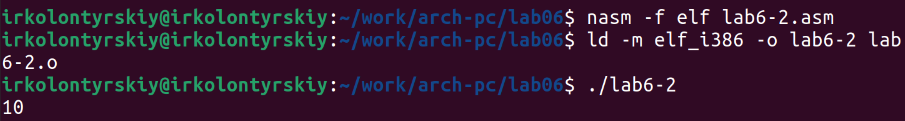 irkolontyrskiy@irkolontyrskiy:~/work/arch-pc/lab06$ nasm -f elf lab6-2.asm
irkolontyrskiy@irkolontyrskiy:~/work/arch-pc/lab06$ ld -m elf_i386 -o lab6-2 lab
6-2.o
irkolontyrskiy@irkolontyrskiy:~/work/arch-pc/lab06$ ./lab6-2
10